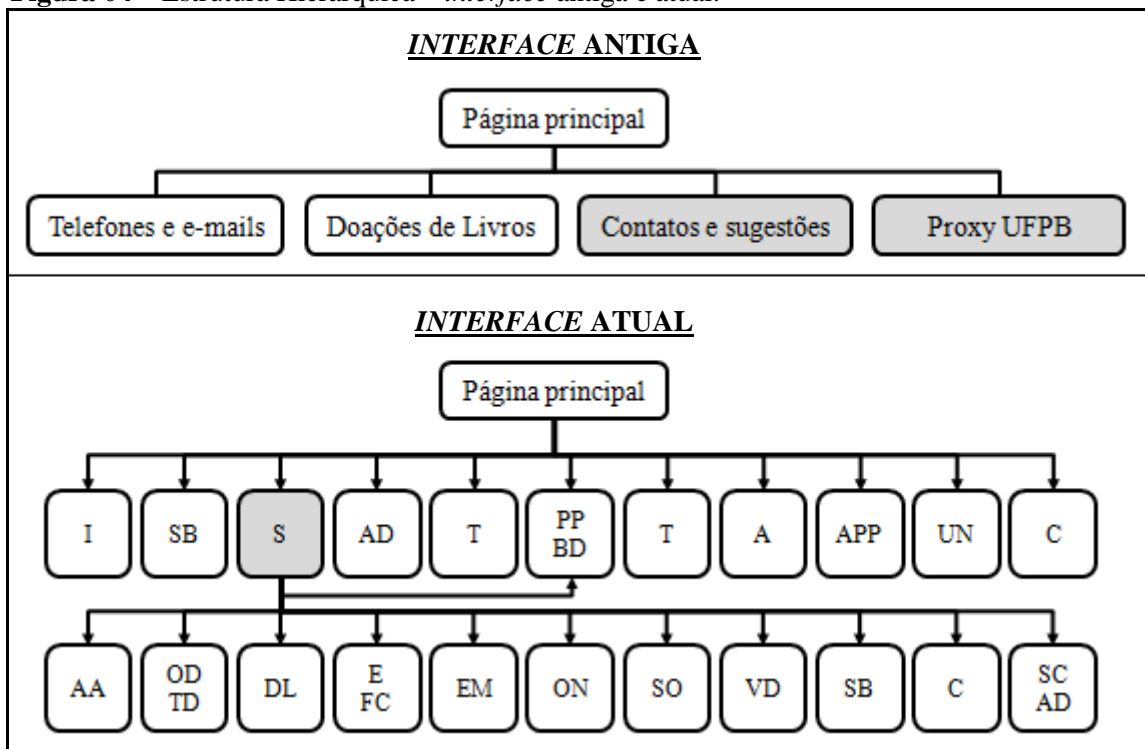 Figura 04 – Estrutura Hierárquica – interface antiga e atual.
INTERFACE ANTIGA
Página principal
Telefones e e-mails
Doações de Livros
Contatos e sugestões
Proxy UFPB
INTERFACE ATUAL
Página principal
I
SB
S
AD
T
PP
BD
T
A
APP
UN
C
AA
OD
TD
DL
E
FC
EM
ON
SO
VD
SB
C
SC
AD